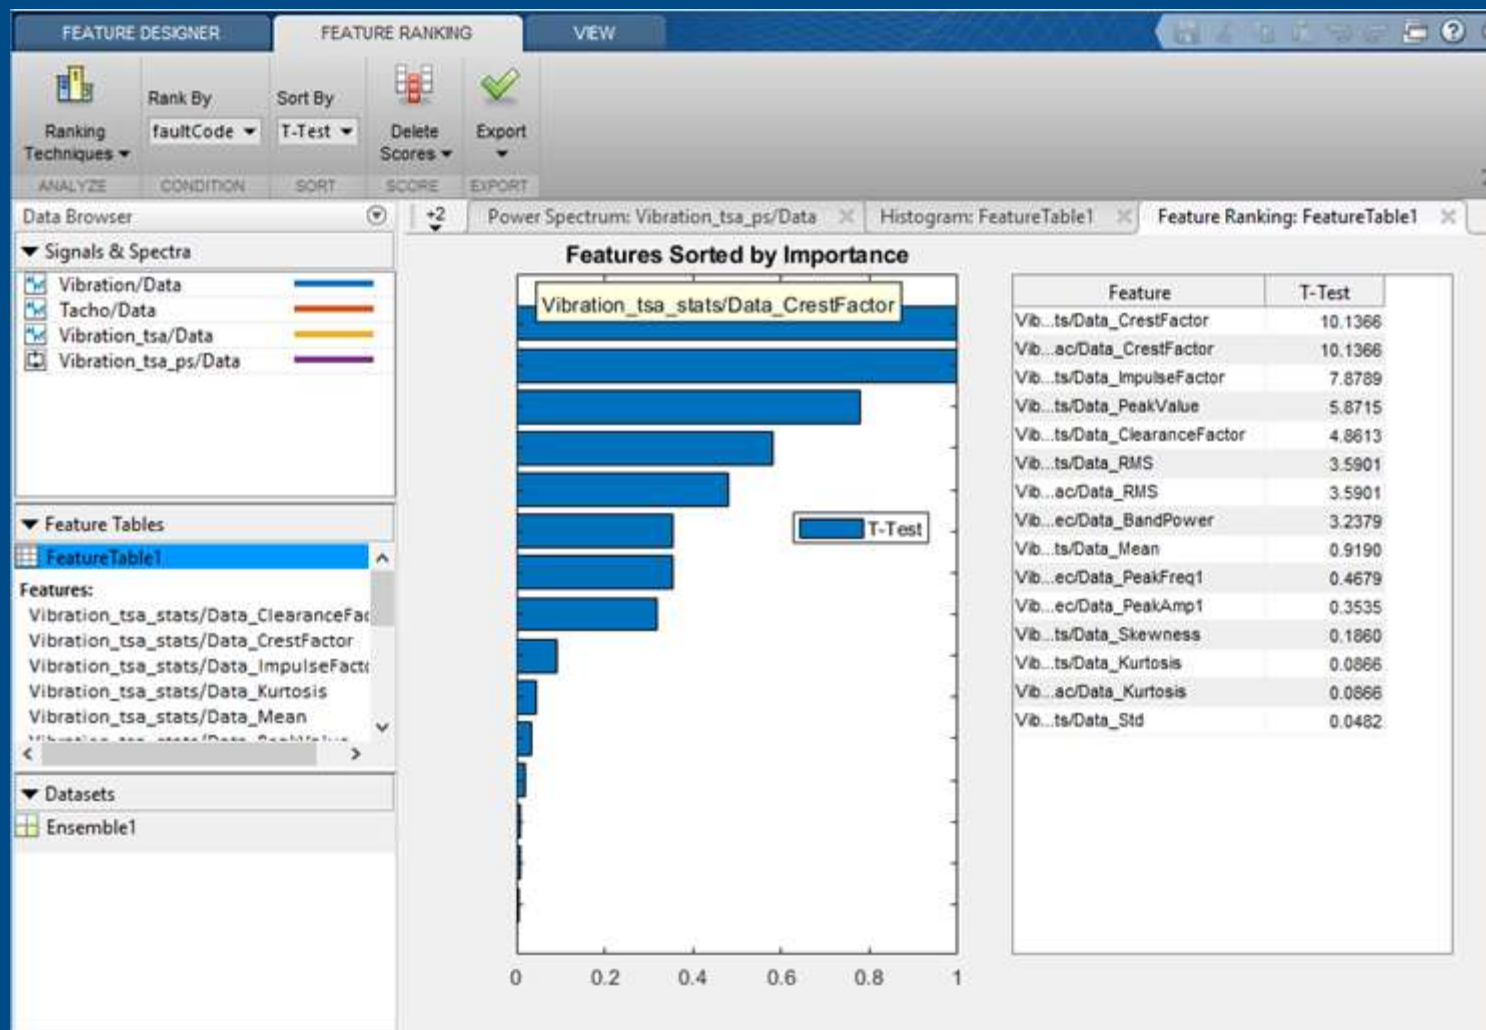 FEATURE DESIGNER
FEATURE RANKING
VIEW
Ranking Techniques
Rank By
faultCode
Sort By
T-Test
Delete Scores
Export
ANALYZE
CONDITION
SORT
SCORE
EXPORT
Data Browser
Signals & Spectra
Vibration/Data
Tacho/Data
Vibration_tsa/Data
Vibration_tsa_ps/Data
Feature Tables
FeatureTable1
Features:
Vibration_tsa_stats/Data_ClearanceFac
Vibration_tsa_stats/Data_CrestFactor
Vibration_tsa_stats/Data_ImpulseFacto
Vibration_tsa_stats/Data_Kurtosis
Vibration_tsa_stats/Data_Mean
Datasets
Ensemble1
+2
Power Spectrum: Vibration_tsa_ps/Data
Histogram: FeatureTable1
Feature Ranking: FeatureTable1
Features Sorted by Importance
Vibration_tsa_stats/Data_CrestFactor
T-Test
0 0.2 0.4 0.6 0.8 1
Feature T-Test
Vib...ts/Data_CrestFactor 10.1366
Vib...ac/Data_CrestFactor 10.1366
Vib...ts/Data_ImpulseFactor 7.8789
Vib...ts/Data_PeakValue 5.8715
Vib...ts/Data_ClearanceFactor 4.8613
Vib...ts/Data_RMS 3.5901
Vib...ac/Data_RMS 3.5901
Vib...ec/Data_BandPower 3.2379
Vib...ts/Data_Mean 0.9190
Vib...ec/Data_PeakFreq1 0.4679
Vib...ec/Data_PeakAmp1 0.3535
Vib...ts/Data_Skewness 0.1860
Vib...ts/Data_Kurtosis 0.0866
Vib...ac/Data_Kurtosis 0.0866
Vib...ts/Data_Std 0.0482